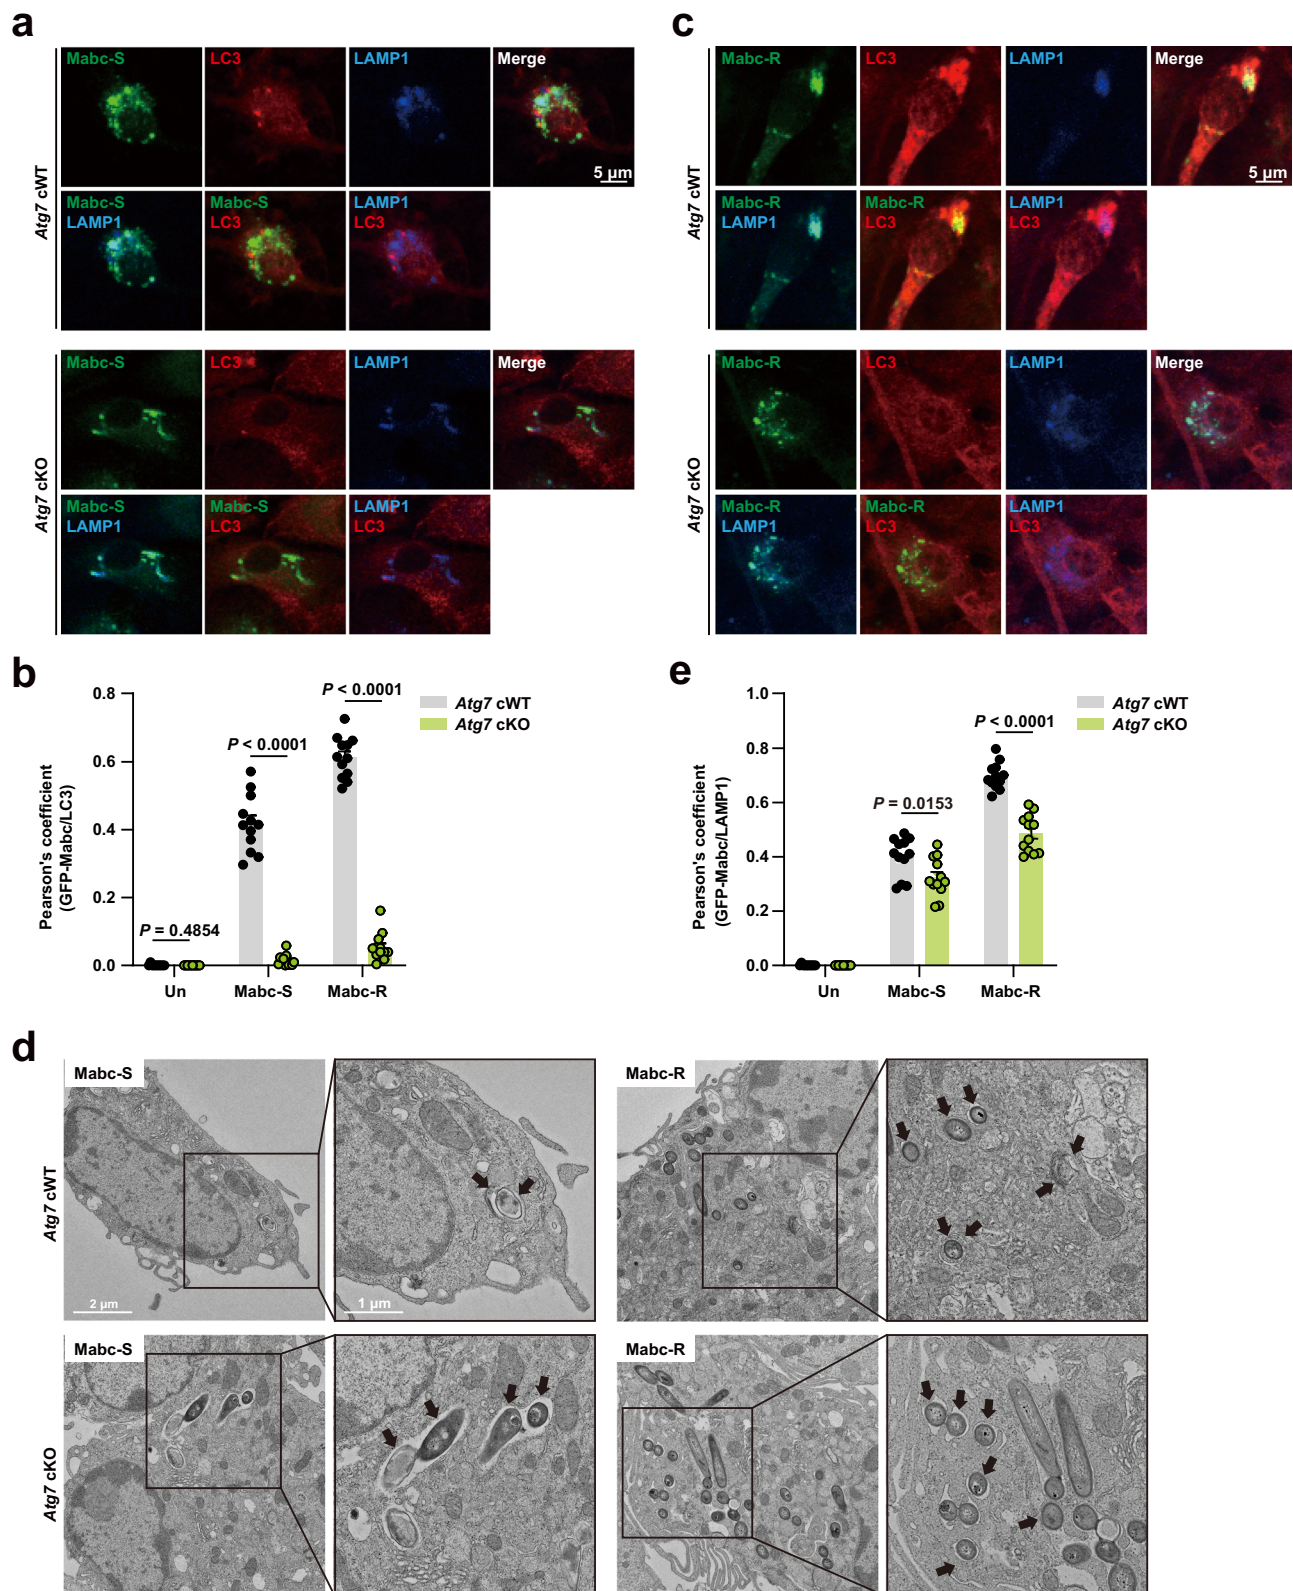 a
Mabc-S
LC3
LAMP1
Merge
5 µm
Atg7 cWT
Mabc-S
LAMP1
Mabc-S
LC3
LAMP1
LC3
Mabc-S
LC3
LAMP1
Merge
Atg7 cKO
Mabc-S
LAMP1
Mabc-S
LC3
LAMP1
LC3
c
Mabc-R
LC3
LAMP1
Merge
5 µm
Atg7 cWT
Mabc-R
LAMP1
Mabc-R
LC3
LAMP1
LC3
Mabc-R
LC3
LAMP1
Merge
Atg7 cKO
Mabc-R
LAMP1
Mabc-R
LC3
LAMP1
LC3
b
Pearson's coefficient
(GFP-Mabc/LC3)
0.8
0.6
0.4
0.2
0.0
P = 0.4854
P < 0.0001
P < 0.0001
Atg7 cWT
Atg7 cKO
Un
Mabc-S
Mabc-R
e
Pearson's coefficient
(GFP-Mabc/LAMP1)
1.0
0.8
0.6
0.4
0.2
0.0
P = 0.0153
P < 0.0001
Atg7 cWT
Atg7 cKO
Un
Mabc-S
Mabc-R
d
Atg7 cWT
Mabc-S
2 µm
1 µm
Mabc-R
Atg7 cKO
Mabc-S
Mabc-R